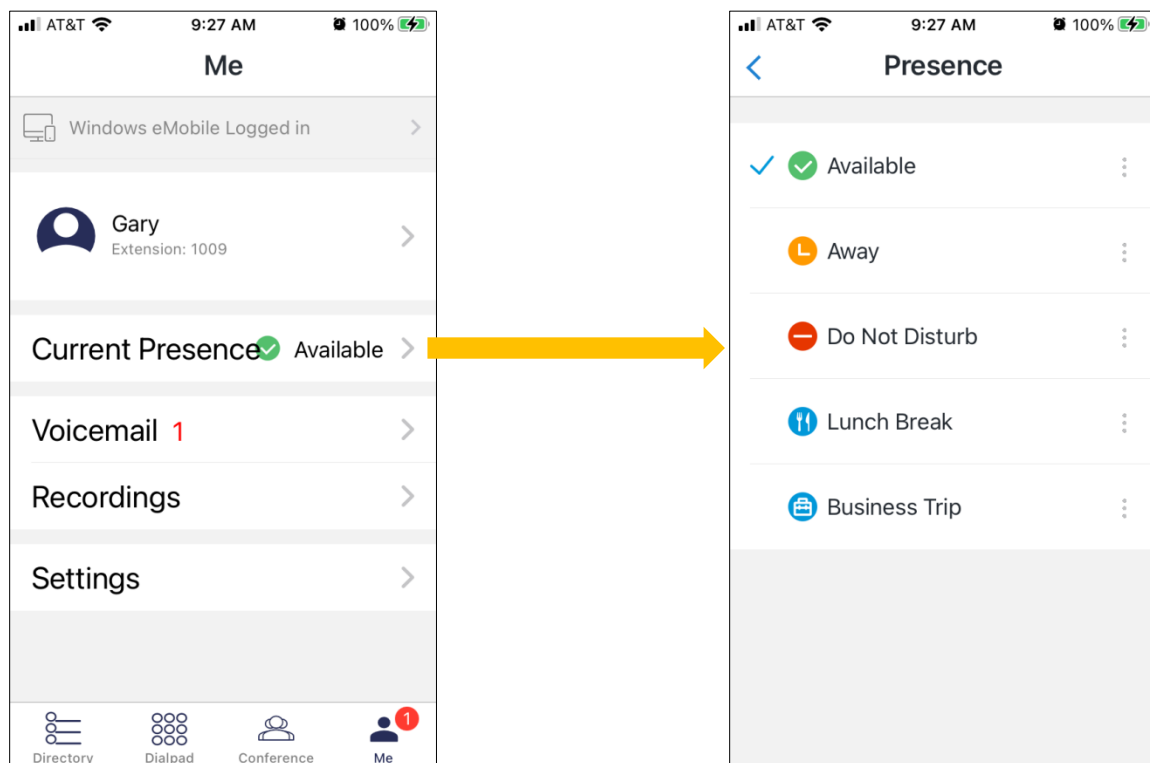 AT&T 9:27 AM 100%
Me
Windows eMobile Logged in
Gary
Extension: 1009
Current Presence Available
Voicemail 1
Recordings
Settings
1
Directory Dialpad Conference Me
AT&T 9:27 AM 100%
Presence
Available
Away
Do Not Disturb
Lunch Break
Business Trip